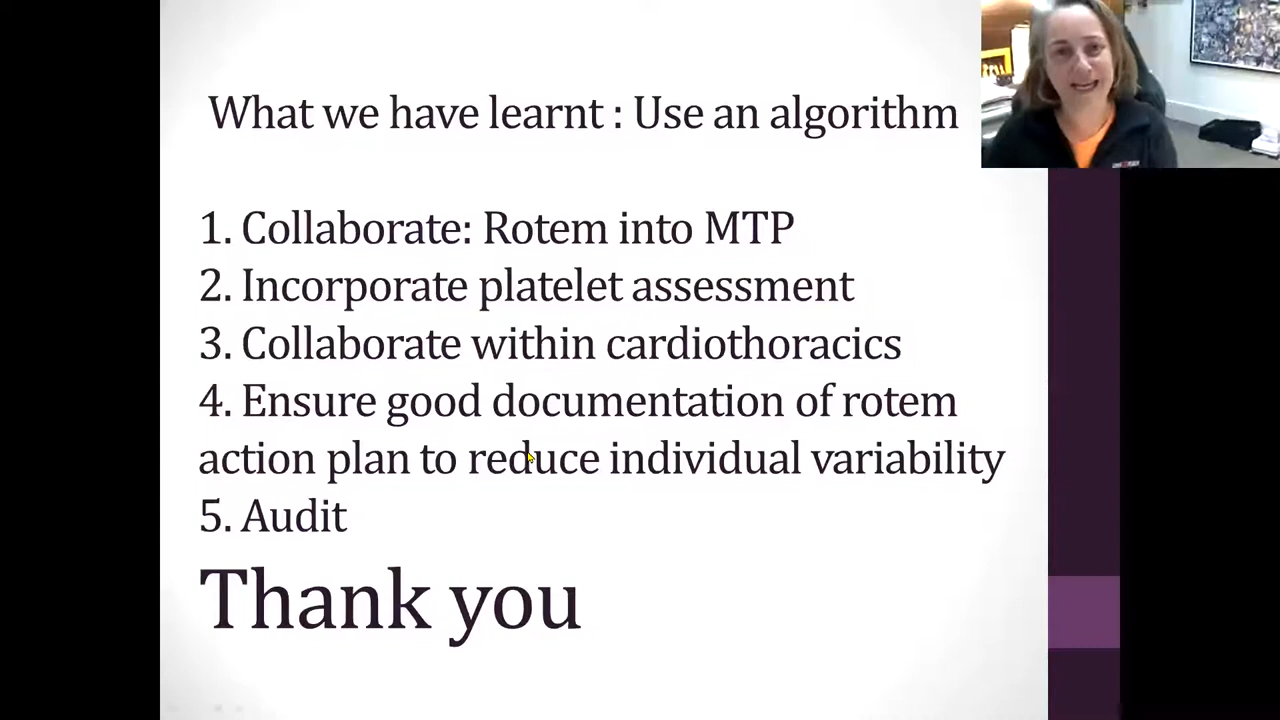 What we have learnt : Use an algorithm
1. Collaborate: Rotem into MTP
2. Incorporate platelet assessment
3. Collaborate within cardiothoracics
4. Ensure good documentation of rotem
action plan to reduce individual variability
5. Audit
Thank you